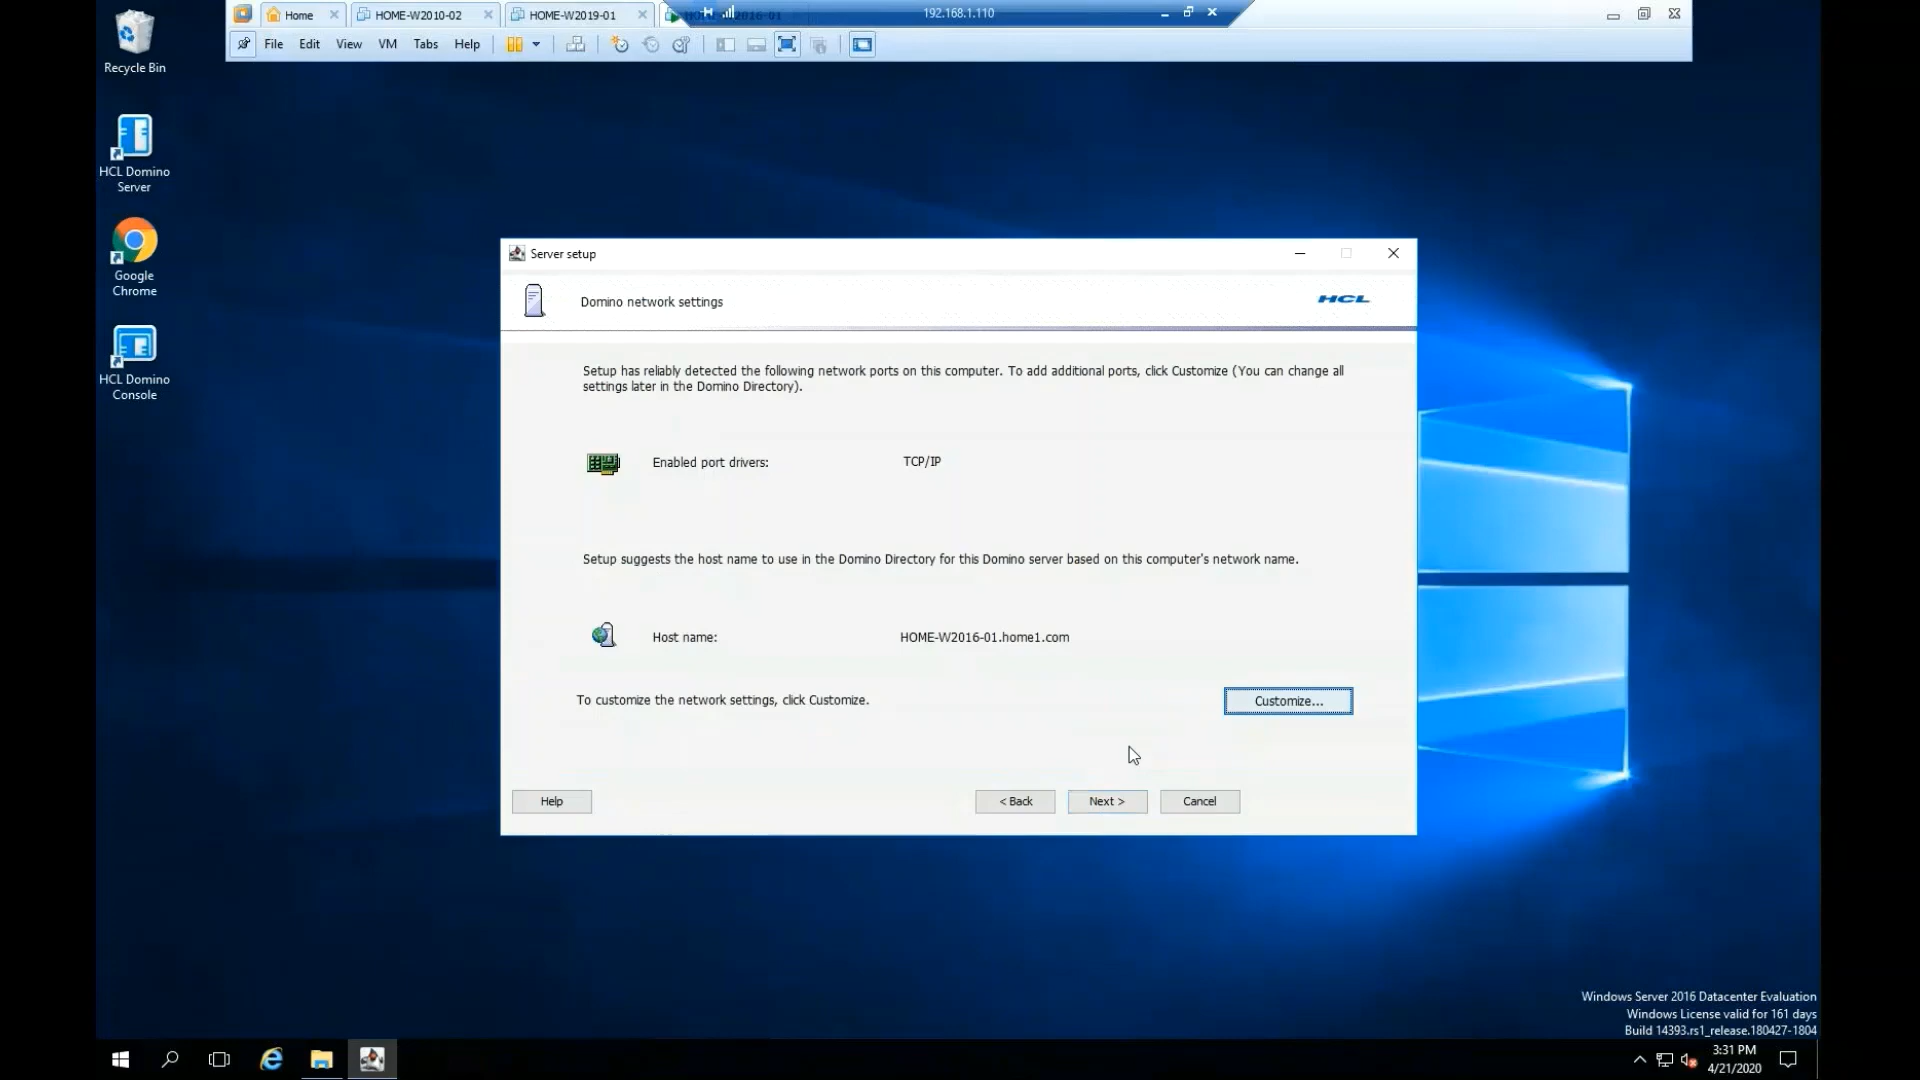 Home
HOME-W2010-02
HOME-W2019-01
HOME-W2016-01
192.168.1.110
File
Edit
View
VM
Tabs
Help
Recycle Bin
HCL Domino
Server
Google
Chrome
HCL Domino
Console
Server setup
Domino network settings
HCL
Setup has reliably detected the following network ports on this computer. To add additional ports, click Customize (You can change all
settings later in the Domino Directory).
Enabled port drivers:
TCP/IP
Setup suggests the host name to use in the Domino Directory for this Domino server based on this computer's network name.
Host name:
HOME-W2016-01.home1.com
To customize the network settings, click Customize.
Customize...
Help
< Back
Next >
Cancel
Windows Server 2016 Datacenter Evaluation
Windows License valid for 161 days
Build 14393.rs1_release.180427-1804
3:31 PM
4/21/2020